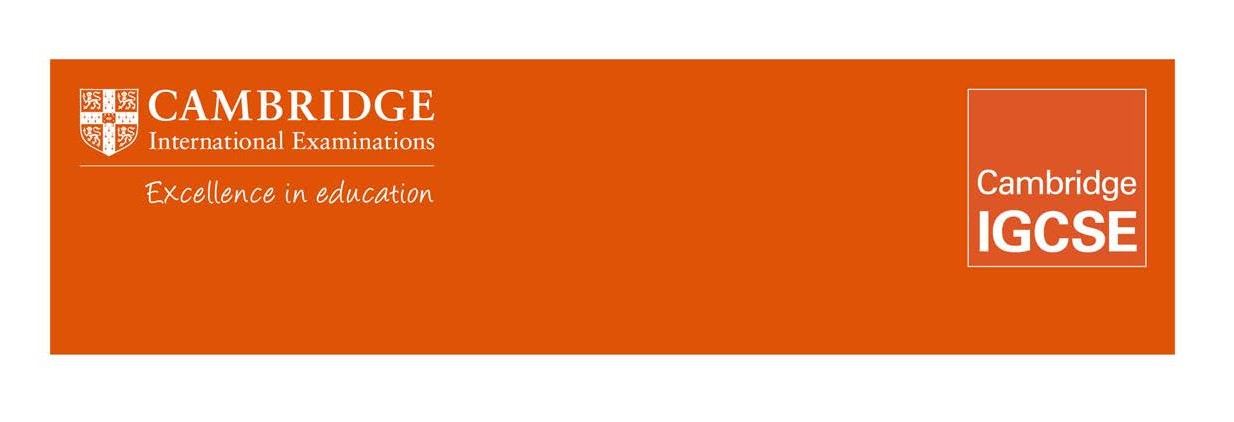 CAMBRIDGE
International Examinations
Excellence in education
Cambridge
IGCSE